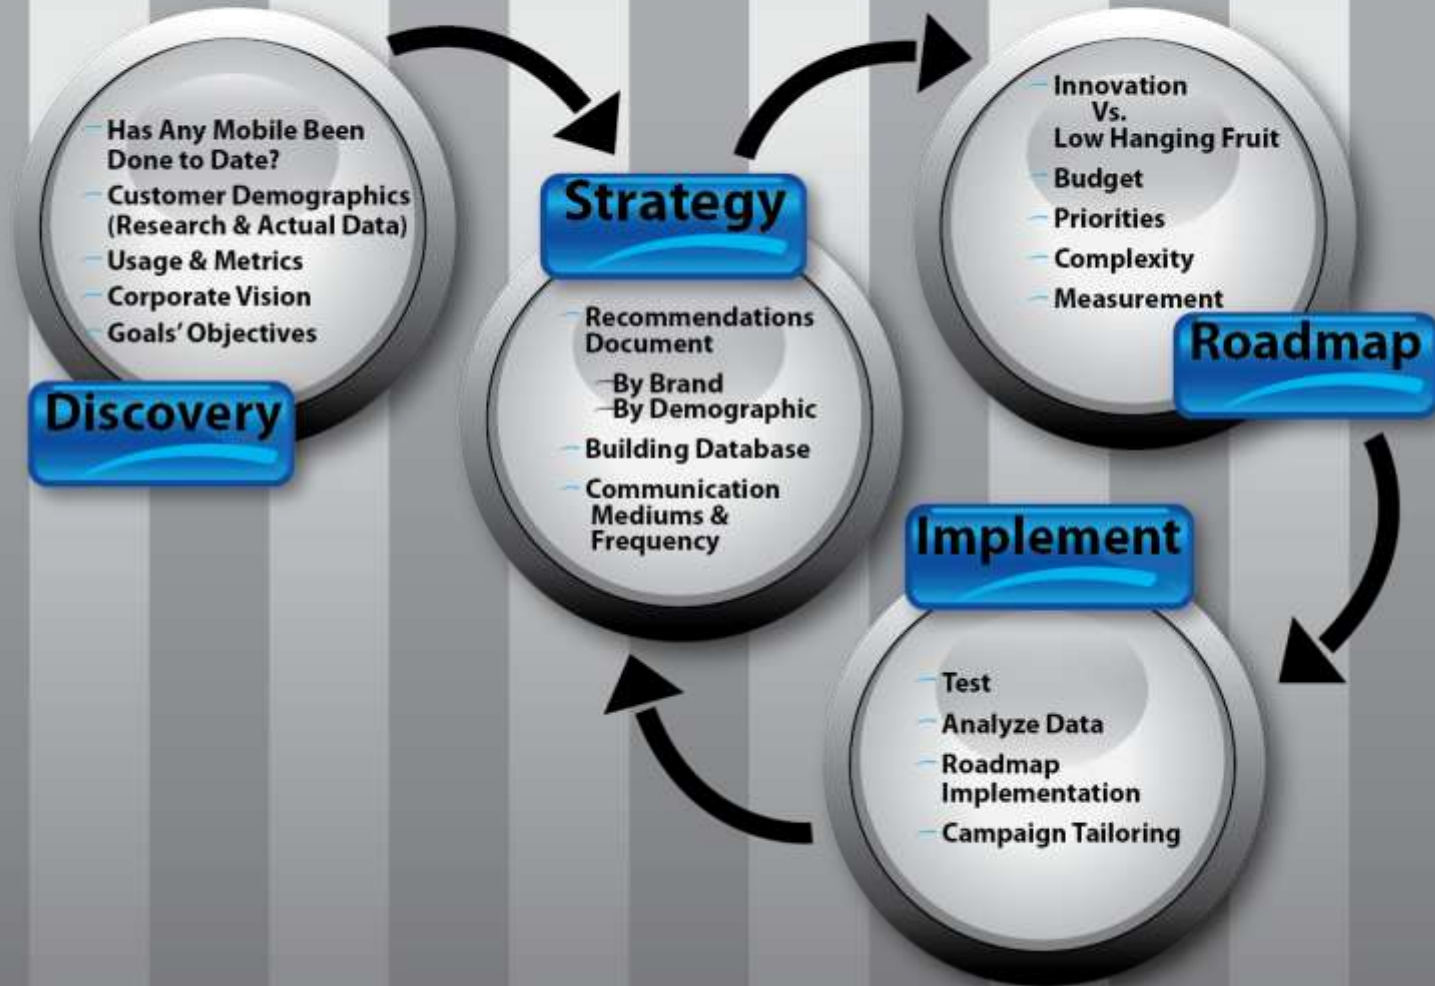 Has Any Mobile Been
Done to Date?
Customer Demographics
(Research & Actual Data)
Usage & Metrics
Corporate Vision
Goals' Objectives
Discovery
Strategy
Recommendations
Document
By Brand
By Demographic
Building Database
Communication
Mediums &
Frequency
Innovation
Vs.
Low Hanging Fruit
Budget
Priorities
Complexity
Measurement
Roadmap
Implement
Test
Analyze Data
Roadmap
Implementation
Campaign Tailoring